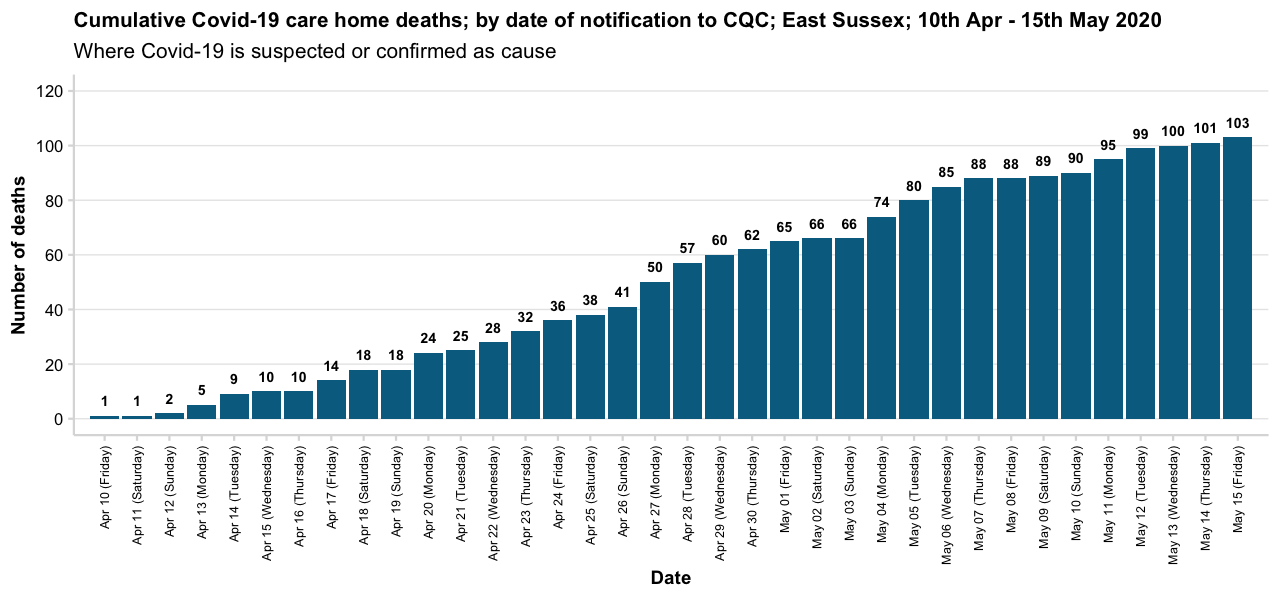 Cumulative Covid-19 care home deaths; by date of notification to CQC; East Sussex; 10th Apr - 15th May 2020
Where Covid-19 is suspected or confirmed as cause
Number of deaths
120
100
80
60
40
20
0
1
1
2
5
9
10
10
14
18
18
24
25
28
32
36
38
41
50
57
60
62
65
66
66
74
80
85
88
88
89
90
95
99
100
101
103
Apr 10 (Friday)
Apr 11 (Saturday)
Apr 12 (Sunday)
Apr 13 (Monday)
Apr 14 (Tuesday)
Apr 15 (Wednesday)
Apr 16 (Thursday)
Apr 17 (Friday)
Apr 18 (Saturday)
Apr 19 (Sunday)
Apr 20 (Monday)
Apr 21 (Tuesday)
Apr 22 (Wednesday)
Apr 23 (Thursday)
Apr 24 (Friday)
Apr 25 (Saturday)
Apr 26 (Sunday)
Apr 27 (Monday)
Apr 28 (Tuesday)
Apr 29 (Wednesday)
Apr 30 (Thursday)
May 01 (Friday)
May 02 (Saturday)
May 03 (Sunday)
May 04 (Monday)
May 05 (Tuesday)
May 06 (Wednesday)
May 07 (Thursday)
May 08 (Friday)
May 09 (Saturday)
May 10 (Sunday)
May 11 (Monday)
May 12 (Tuesday)
May 13 (Wednesday)
May 14 (Thursday)
May 15 (Friday)
Date